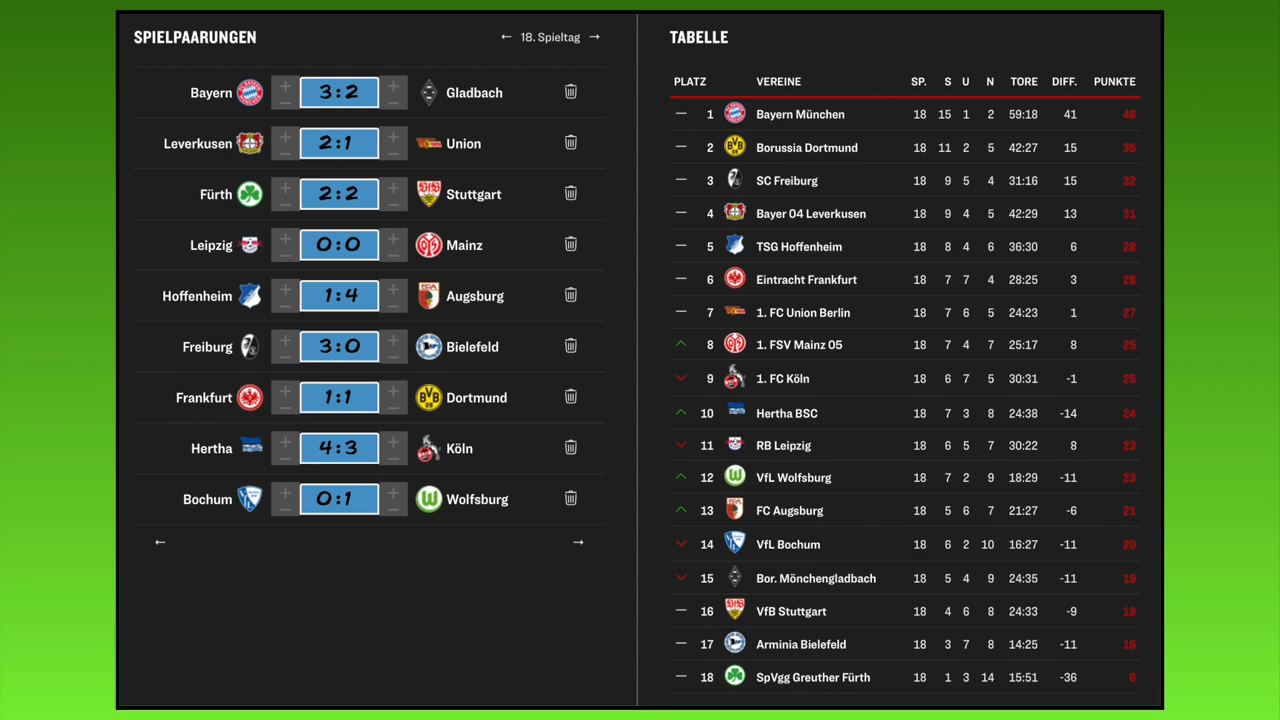 SPIELPAARUNGEN
← 18. Spieltag →
Bayern 3:2 Gladbach
Leverkusen 2:1 Union
Fürth 2:2 Stuttgart
Leipzig 0:0 Mainz
Hoffenheim 1:4 Augsburg
Freiburg 3:0 Bielefeld
Frankfurt 1:1 Dortmund
Hertha 4:3 Köln
Bochum 0:1 Wolfsburg
← →
TABELLE
PLATZ VEREINE SP. S U N TORE DIFF. PUNKTE
1 Bayern München 18 15 1 2 59:18 41 46
2 Borussia Dortmund 18 11 2 5 42:27 15 35
3 SC Freiburg 18 9 5 4 31:16 15 32
4 Bayer 04 Leverkusen 18 9 4 5 42:29 13 31
5 TSG Hoffenheim 18 8 4 6 36:30 6 28
6 Eintracht Frankfurt 18 7 7 4 28:25 3 28
7 1. FC Union Berlin 18 7 6 5 24:23 1 27
8 1. FSV Mainz 05 18 7 4 7 25:17 8 25
9 1. FC Köln 18 6 7 5 30:31 -1 25
10 Hertha BSC 18 7 3 8 24:38 -14 24
11 RB Leipzig 18 6 5 7 30:22 8 23
12 VfL Wolfsburg 18 7 2 9 18:29 -11 23
13 FC Augsburg 18 5 6 7 21:27 -6 21
14 VfL Bochum 18 6 2 10 16:27 -11 20
15 Bor. Mönchengladbach 18 5 4 9 24:35 -11 19
16 VfB Stuttgart 18 4 6 8 24:33 -9 18
17 Arminia Bielefeld 18 3 7 8 14:25 -11 16
18 SpVgg Greuther Fürth 18 1 3 14 15:51 -36 6